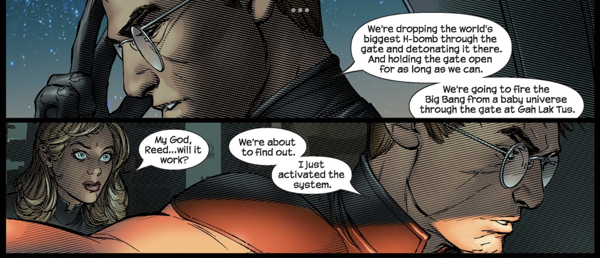 ....
We're dropping the world's
biggest H-bomb through the
gate and detonating it there.
And holding the gate open
for as long as we can.
We're going to fire the
Big Bang from a baby universe
through the gate at Gah Lak Tus.
My God,
Reed...will it
work?
We're about
to find out.
I just
activated the
system.